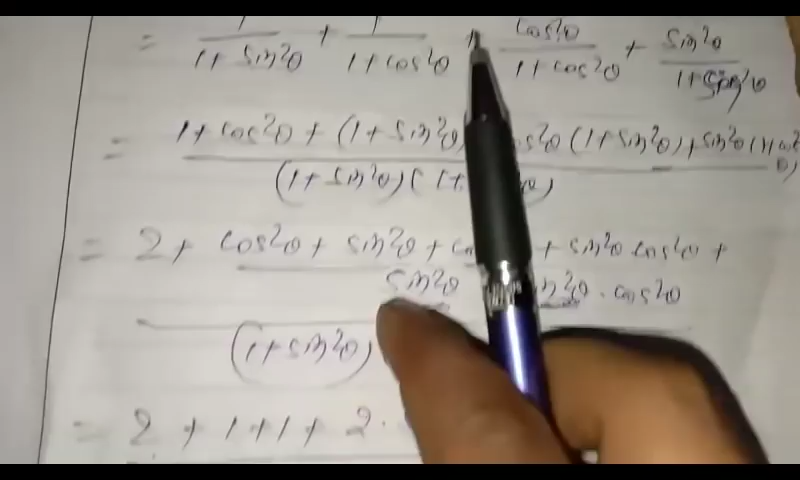 = 1/(1+sin²θ) + 1/(1+cos²θ) + cos²θ/(1+cos²θ) + sin²θ/(1+sin²θ)
= 1+cos²θ + (1+sin²θ) cos²θ (1+sin²θ) + sin²θ (1+cos²θ)
(1+sin²θ)(1+ θ)
= 2 + cos²θ + sin²θ + + sin²θ cos²θ +
sin²θ sin²θ . cos²θ
(1+sin²θ)
= 2 + 1+1+ 2.